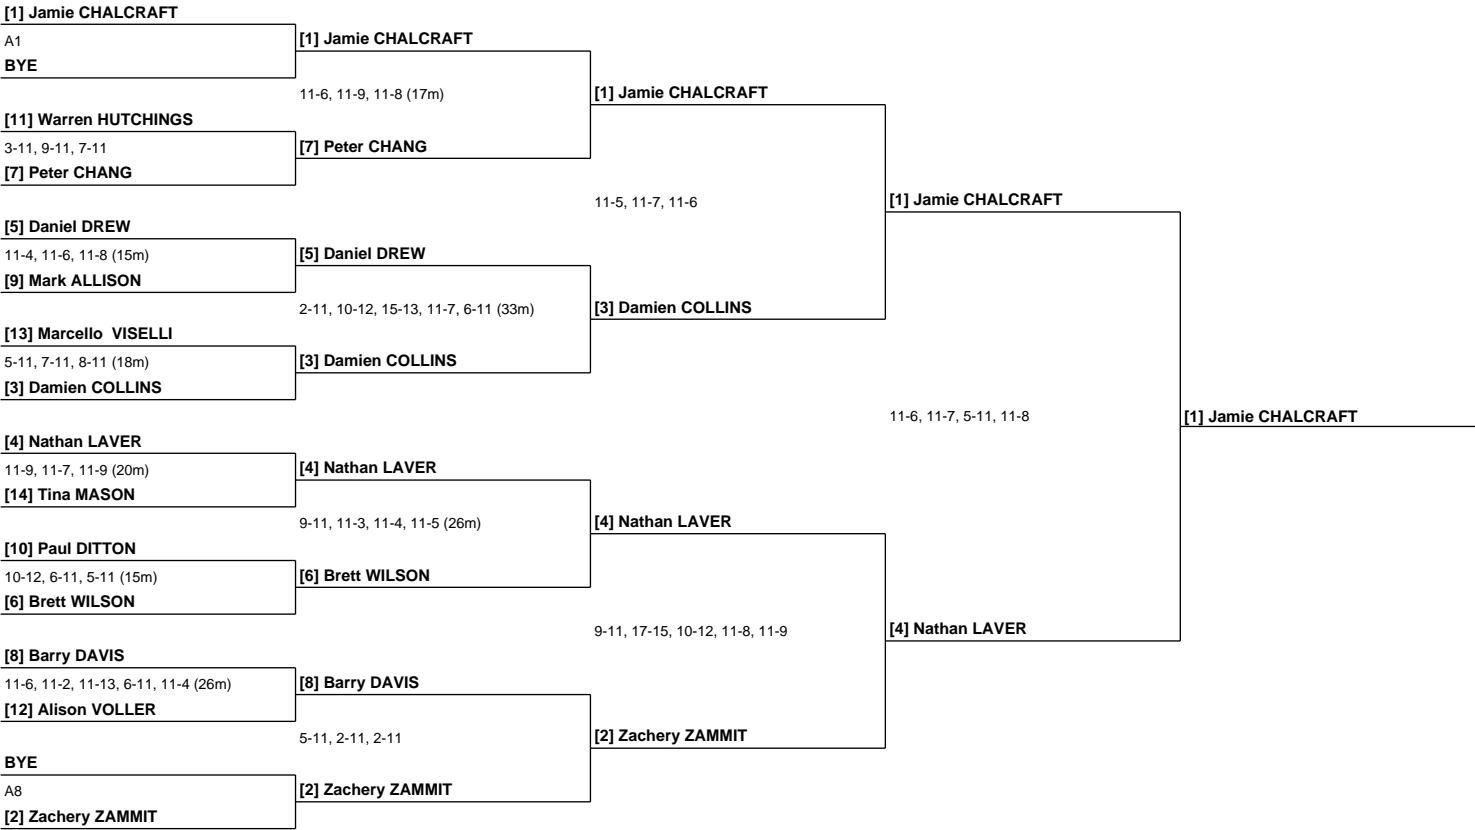 [1] Jamie CHALCRAFT
A1
BYE
[11] Warren HUTCHINGS
3-11, 9-11, 7-11
[7] Peter CHANG
[5] Daniel DREW
11-4, 11-6, 11-8 (15m)
[9] Mark ALLISON
[13] Marcello  VISELLI
5-11, 7-11, 8-11 (18m)
[3] Damien COLLINS
[4] Nathan LAVER
11-9, 11-7, 11-9 (20m)
[14] Tina MASON
[10] Paul DITTON
10-12, 6-11, 5-11 (15m)
[6] Brett WILSON
[8] Barry DAVIS
11-6, 11-2, 11-13, 6-11, 11-4 (26m)
[12] Alison VOLLER
BYE
A8
[2] Zachery ZAMMIT
[1] Jamie CHALCRAFT
11-6, 11-9, 11-8 (17m)
[7] Peter CHANG
[5] Daniel DREW
2-11, 10-12, 15-13, 11-7, 6-11 (33m)
[3] Damien COLLINS
[4] Nathan LAVER
9-11, 11-3, 11-4, 11-5 (26m)
[6] Brett WILSON
[8] Barry DAVIS
5-11, 2-11, 2-11
[2] Zachery ZAMMIT
[1] Jamie CHALCRAFT
11-5, 11-7, 11-6
[3] Damien COLLINS
[4] Nathan LAVER
9-11, 17-15, 10-12, 11-8, 11-9
[2] Zachery ZAMMIT
[1] Jamie CHALCRAFT
11-6, 11-7, 5-11, 11-8
[4] Nathan LAVER
[1] Jamie CHALCRAFT